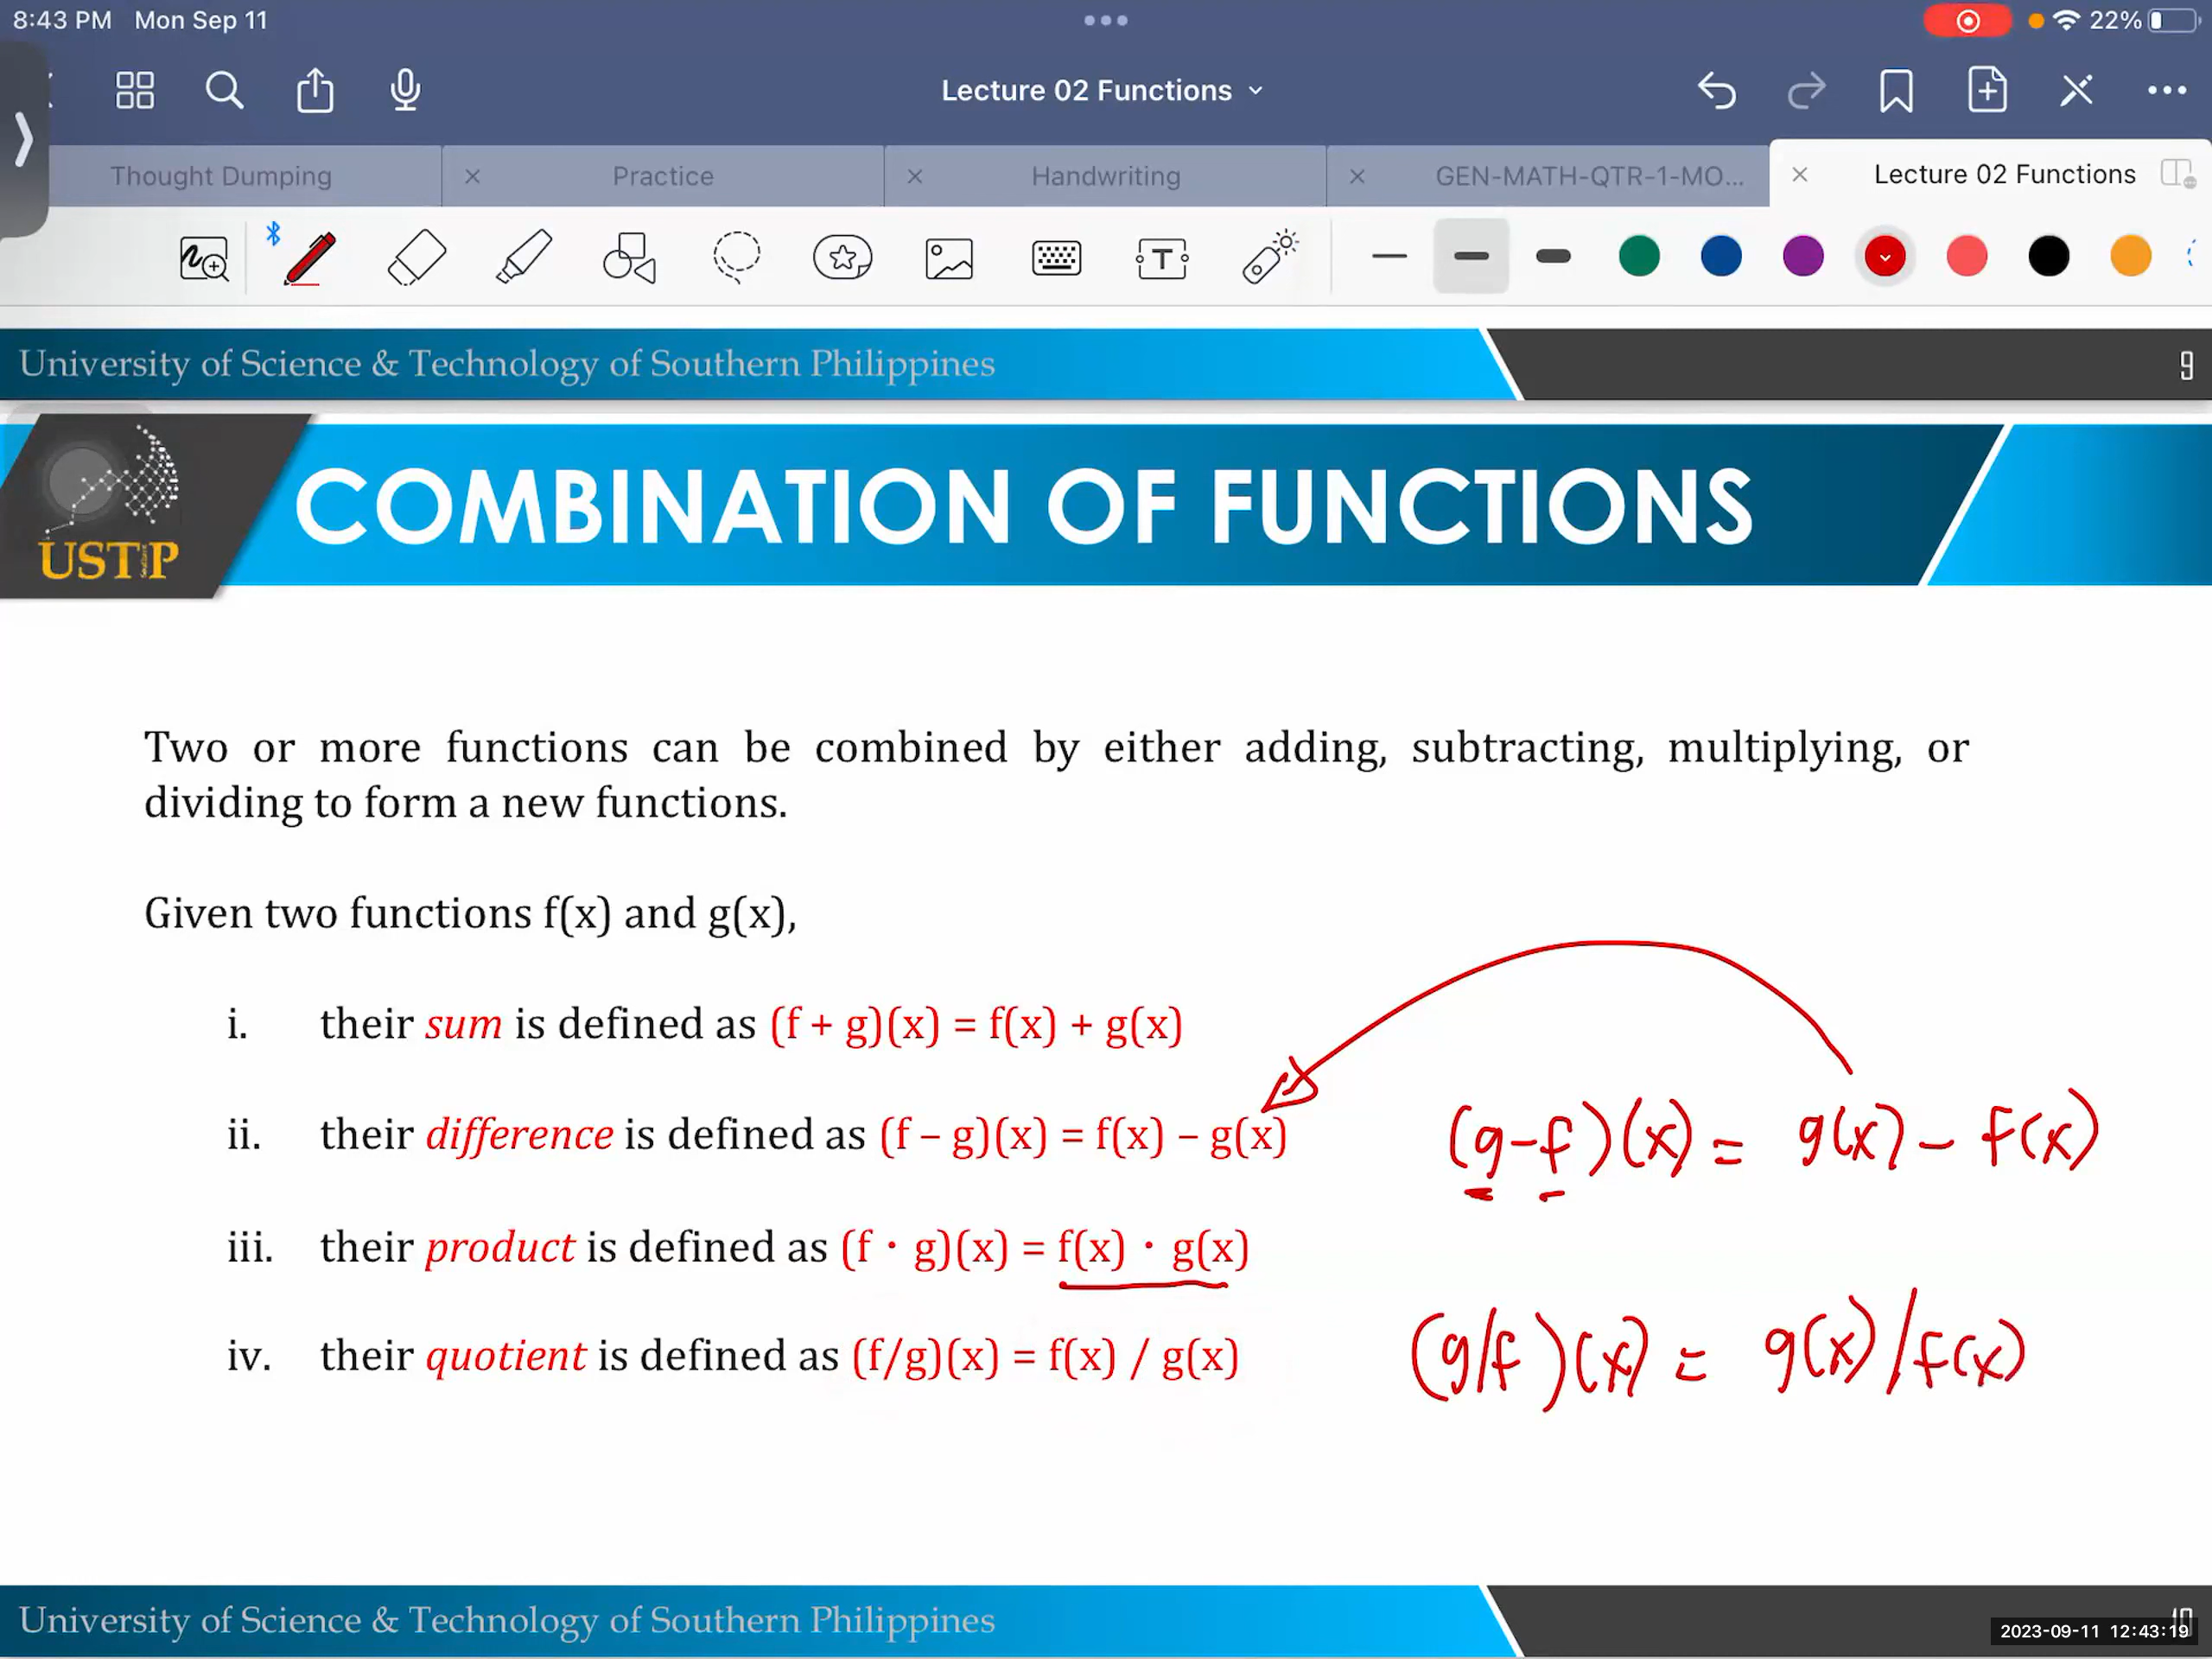 8:43 PM Mon Sep 11 22%
Lecture 02 Functions
Thought Dumping Practice Handwriting GEN-MATH-QTR-1-MO... Lecture 02 Functions
University of Science & Technology of Southern Philippines 9
USTP COMBINATION OF FUNCTIONS
Two or more functions can be combined by either adding, subtracting, multiplying, or
dividing to form a new functions.
Given two functions f(x) and g(x),
i. their sum is defined as (f + g)(x) = f(x) + g(x)
ii. their difference is defined as (f – g)(x) = f(x) – g(x)
(g-f)(x) = g(x) - f(x)
iii. their product is defined as (f · g)(x) = f(x) · g(x)
iv. their quotient is defined as (f/g)(x) = f(x) / g(x)
(g/f)(x) = g(x)/f(x)
University of Science & Technology of Southern Philippines 10
2023-09-11 12:43:19